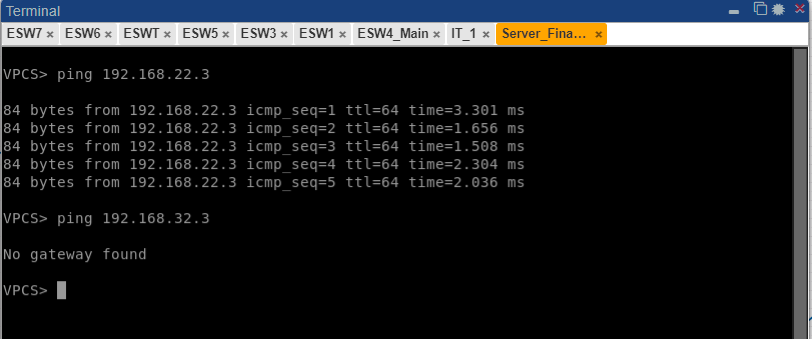 Terminal
ESW7 × ESW6 × ESWT × ESW5 × ESW3 × ESW1 × ESW4_Main × IT_1 × Server_Fina... ×
VPCS> ping 192.168.22.3
84 bytes from 192.168.22.3 icmp_seq=1 ttl=64 time=3.301 ms
84 bytes from 192.168.22.3 icmp_seq=2 ttl=64 time=1.656 ms
84 bytes from 192.168.22.3 icmp_seq=3 ttl=64 time=1.508 ms
84 bytes from 192.168.22.3 icmp_seq=4 ttl=64 time=2.304 ms
84 bytes from 192.168.22.3 icmp_seq=5 ttl=64 time=2.036 ms
VPCS> ping 192.168.32.3
No gateway found
VPCS>